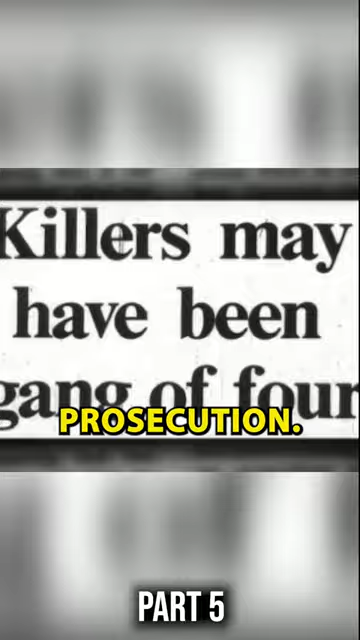 Killers may
have been
gang of four
PROSECUTION.
PART 5